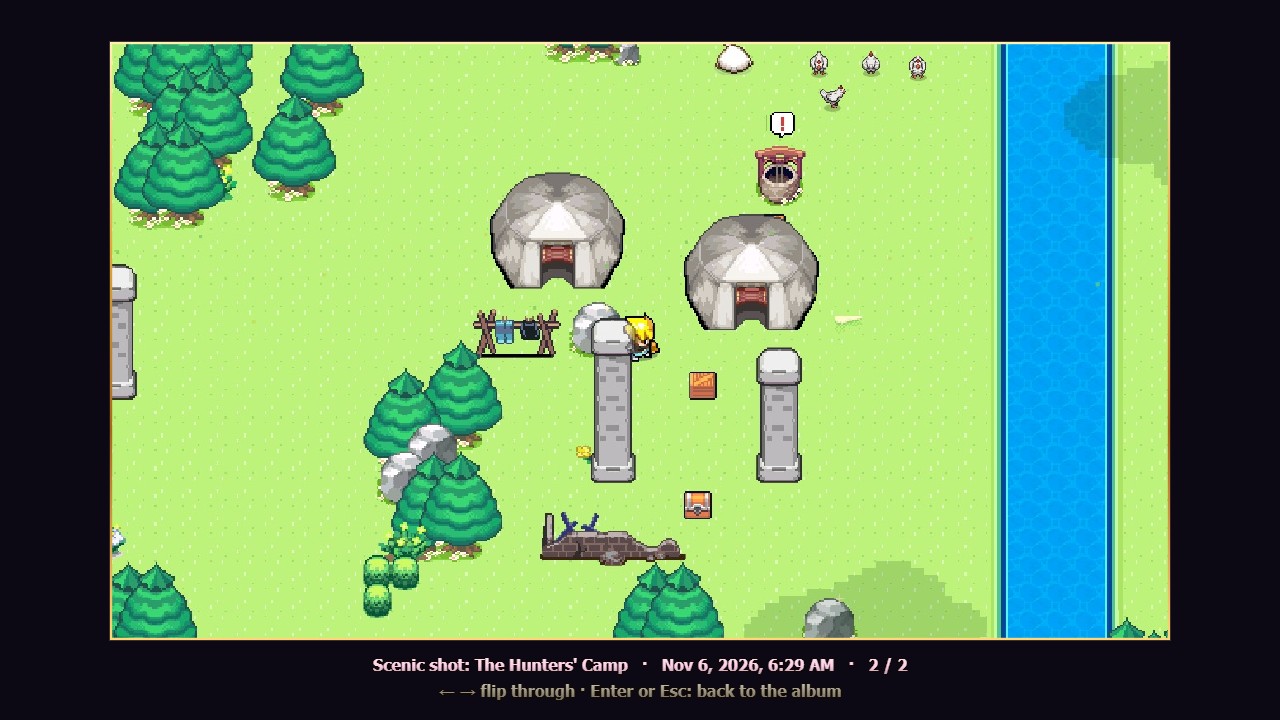 !
Scenic shot: The Hunters' Camp · Nov 6, 2026, 6:29 AM · 2 / 2
←→ flip through · Enter or Esc: back to the album